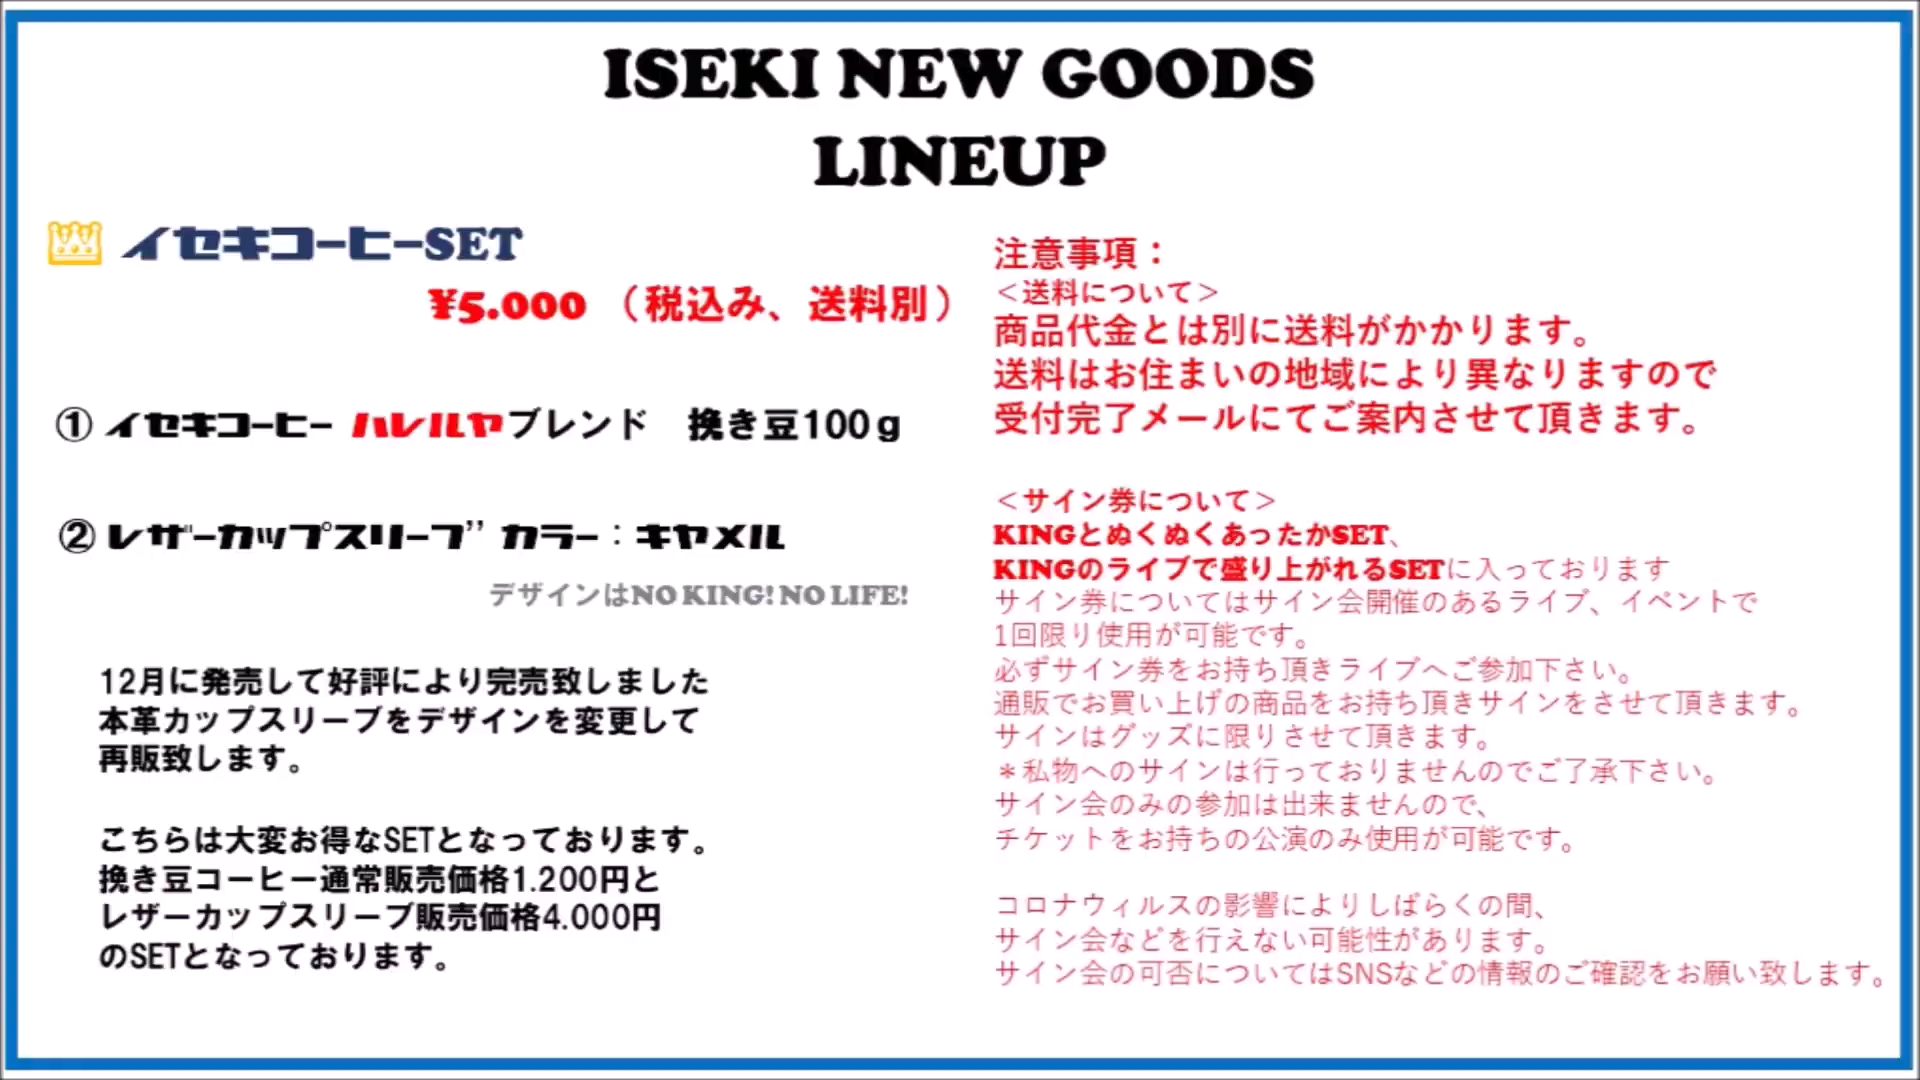 ISEKI NEW GOODS
LINEUP
イセキコーヒーSET
¥5.000 （税込み、送料別）
① イセキコーヒー ハレルヤブレンド　挽き豆100g
② レザーカップスリーブ カラー：キャメル
デザインはNO KING! NO LIFE!
12月に発売して好評により完売致しました
本革カップスリーブをデザインを変更して
再販致します。
こちらは大変お得なSETとなっております。
挽き豆コーヒー通常販売価格1.200円と
レザーカップスリーブ販売価格4.000円
のSETとなっております。
注意事項：
＜送料について＞
商品代金とは別に送料がかかります。
送料はお住まいの地域により異なりますので
受付完了メールにてご案内させて頂きます。
＜サイン券について＞
KINGとぬくぬくあったかSET、
KINGのライブで盛り上がれるSETに入っております
サイン券についてはサイン会開催のあるライブ、イベントで
1回限り使用が可能です。
必ずサイン券をお持ち頂きライブへご参加下さい。
通販でお買い上げの商品をお持ち頂きサインをさせて頂きます。
サインはグッズに限りさせて頂きます。
＊私物へのサインは行っておりませんのでご了承下さい。
サイン会のみの参加は出来ませんので、
チケットをお持ちの公演のみ使用が可能です。
コロナウィルスの影響によりしばらくの間、
サイン会などを行えない可能性があります。
サイン会の可否についてはSNSなどの情報のご確認をお願い致します。